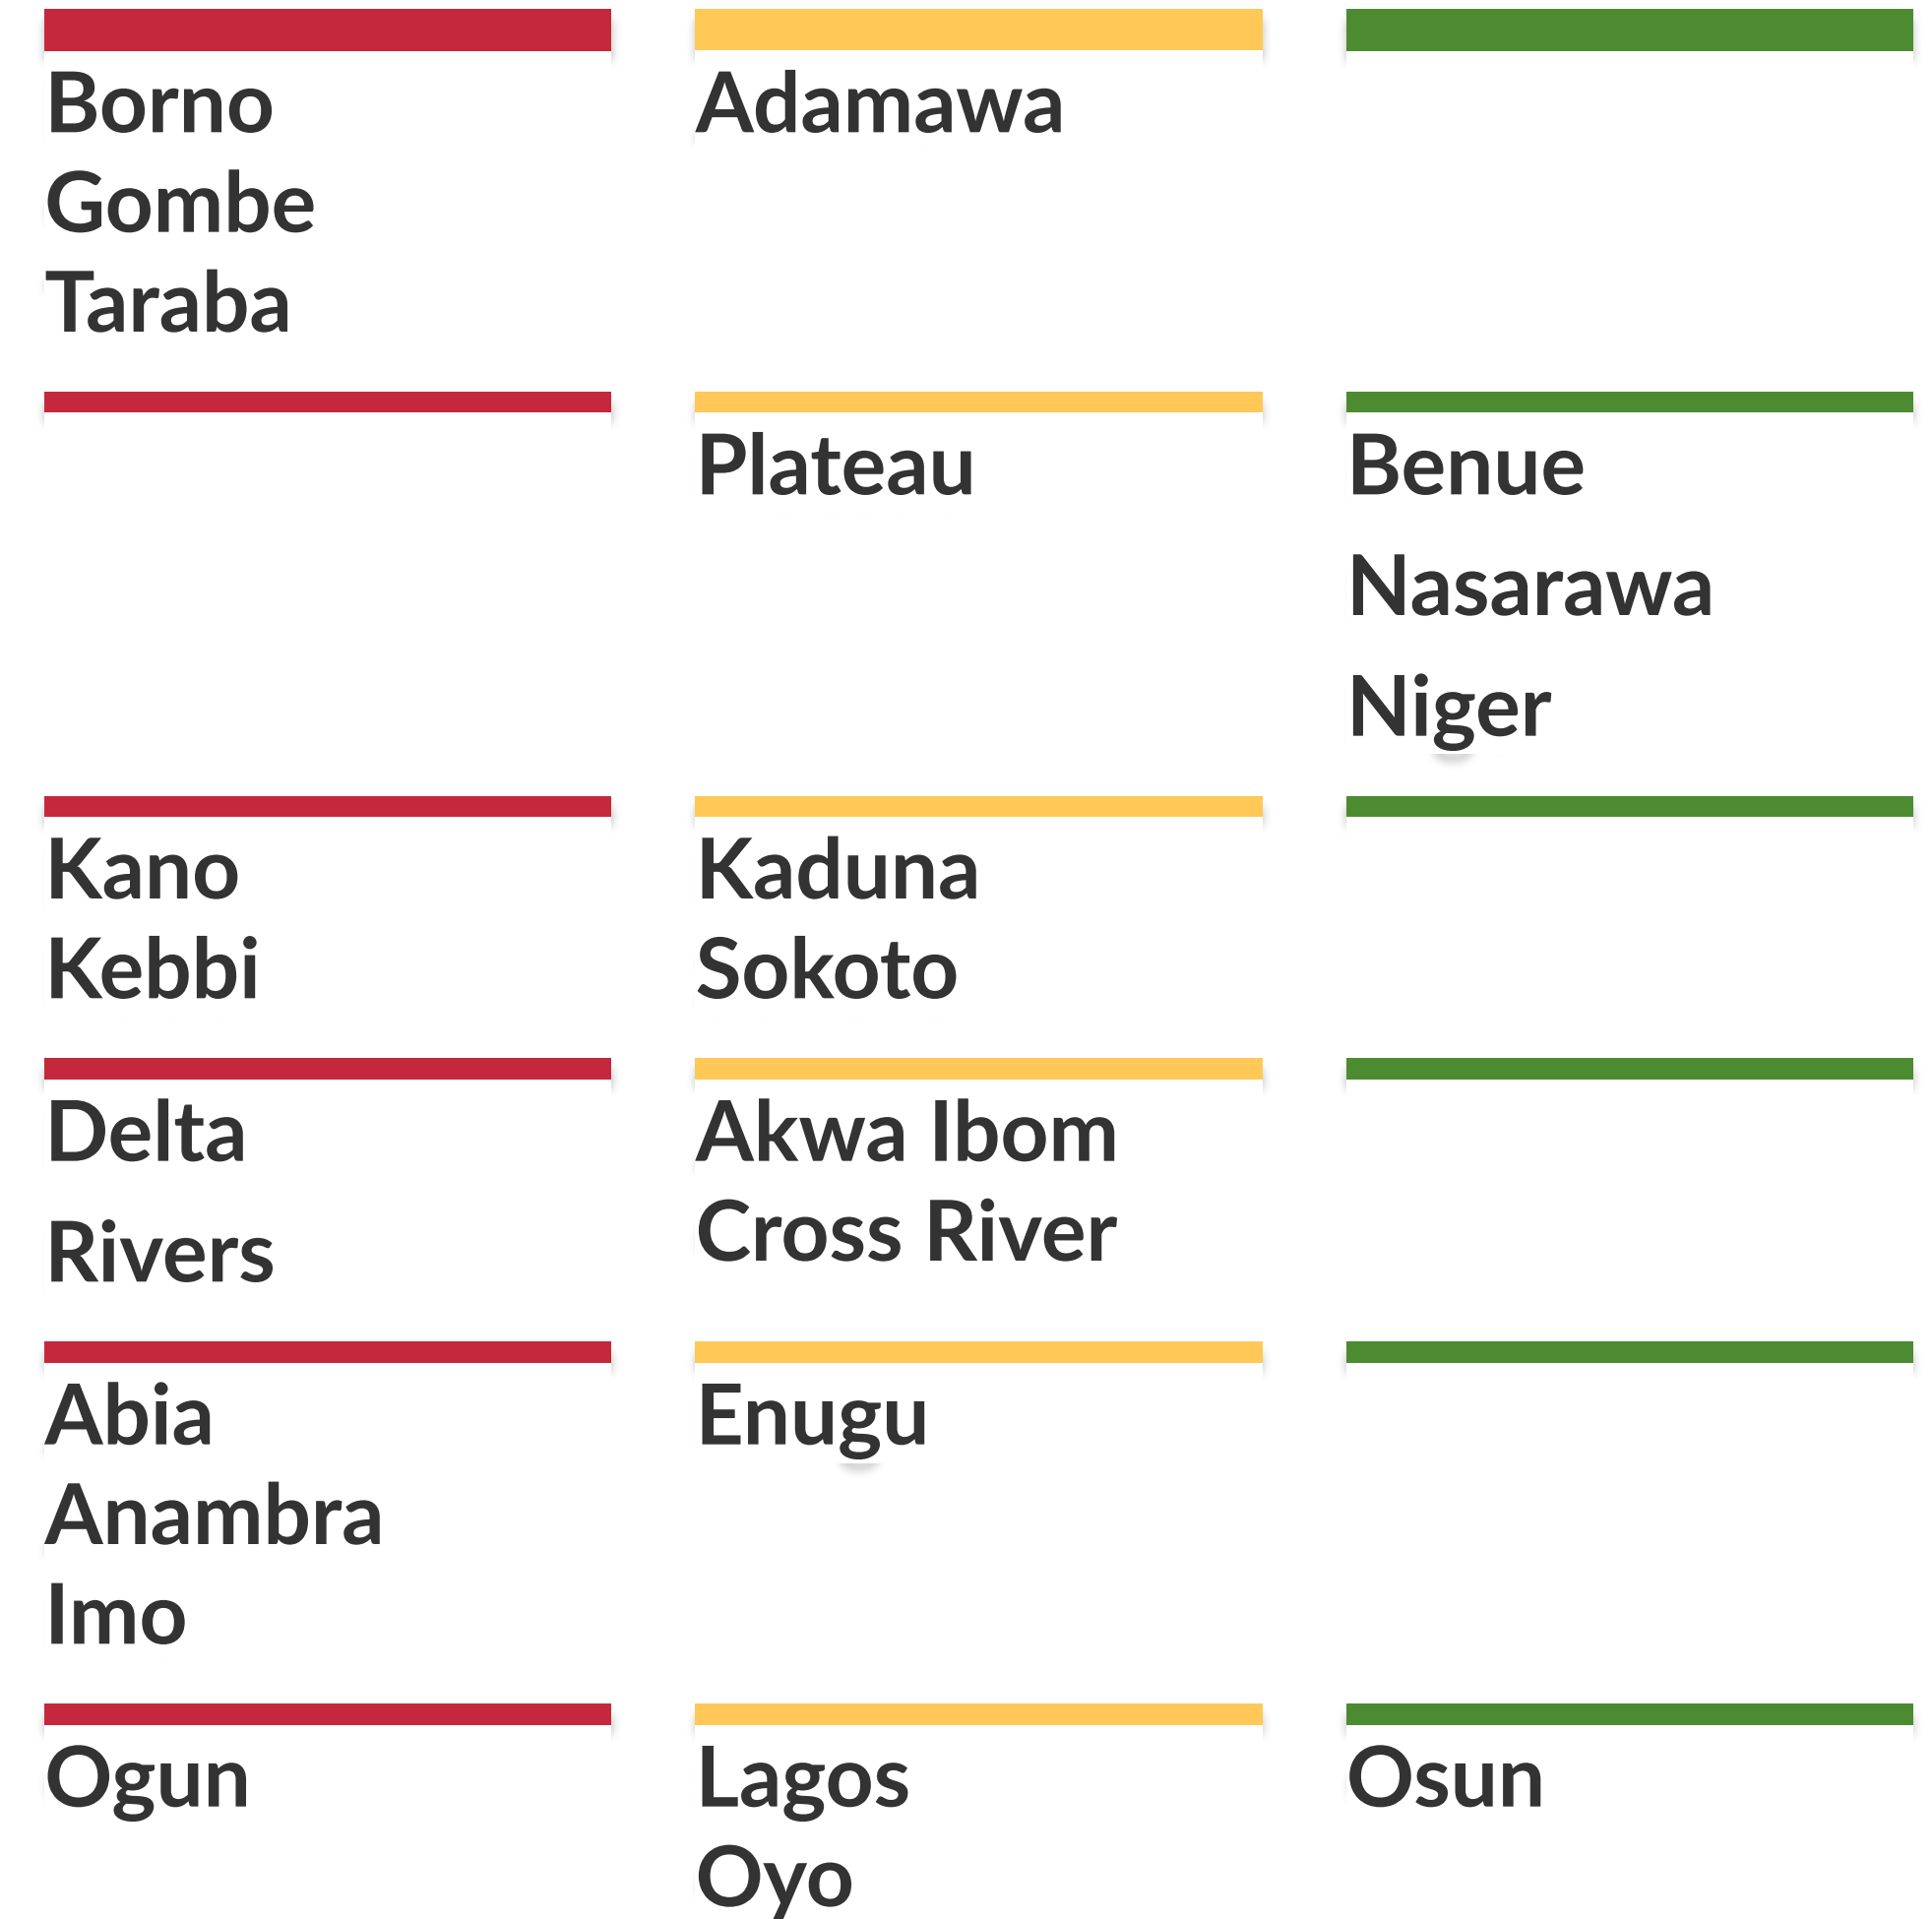 Borno
Gombe
Taraba
Adamawa
Plateau
Benue
Nasarawa
Niger
Kano
Kebbi
Kaduna
Sokoto
Delta
Rivers
Akwa Ibom
Cross River
Abia
Anambra
Imo
Enugu
Ogun
Lagos
Oyo
Osun